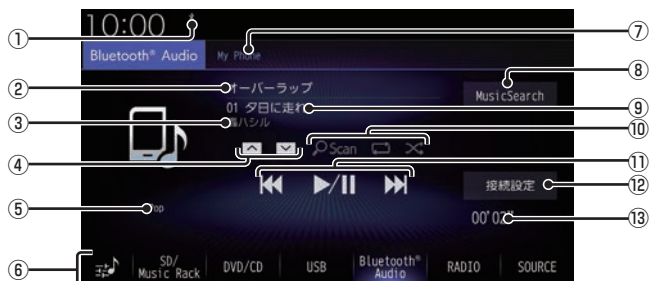 10:00
① ⑦
Bluetooth® Audio My Phone
⑧
② オーバーラップ
MusicSearch
01 夕日に走れ ⑨
③ ハシル
⑩
④ Scan
⑪
接続設定 ⑫
⑤ Pop
00'02" ⑬
⑥
SD/
Music Rack
DVD/CD
USB
Bluetooth®
Audio
RADIO
SOURCE